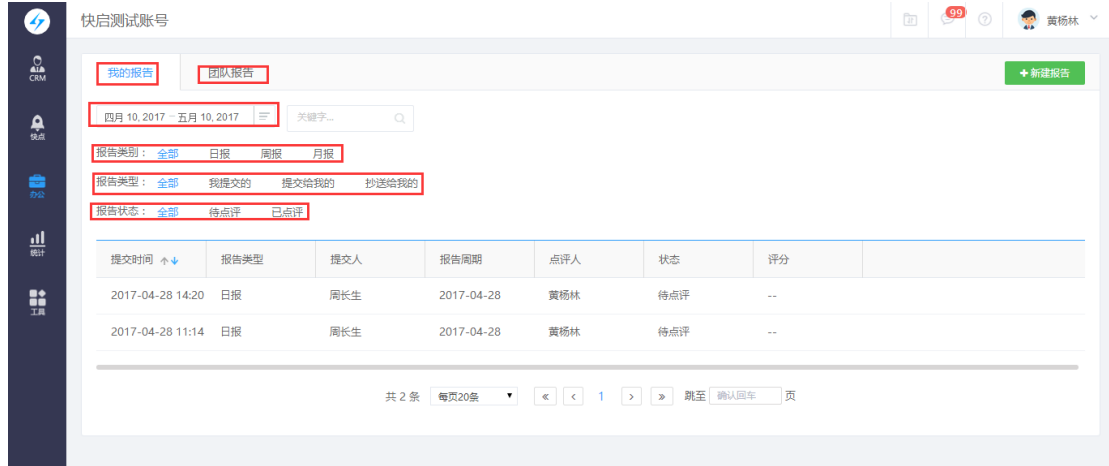 快启测试账号
99
黄杨林
CRM
快点
办公
统计
工具
我的报告 团队报告
+新建报告
四月 10, 2017 - 五月 10, 2017 关键字...
报告类别： 全部 日报 周报 月报
报告类型： 全部 我提交的 提交给我的 抄送给我的
报告状态： 全部 待点评 已点评
提交时间 报告类型 提交人 报告周期 点评人 状态 评分
2017-04-28 14:20 日报 周长生 2017-04-28 黄杨林 待点评 --
2017-04-28 11:14 日报 周长生 2017-04-28 黄杨林 待点评 --
共 2 条 每页20条 « < 1 > » 跳至 确认回车 页